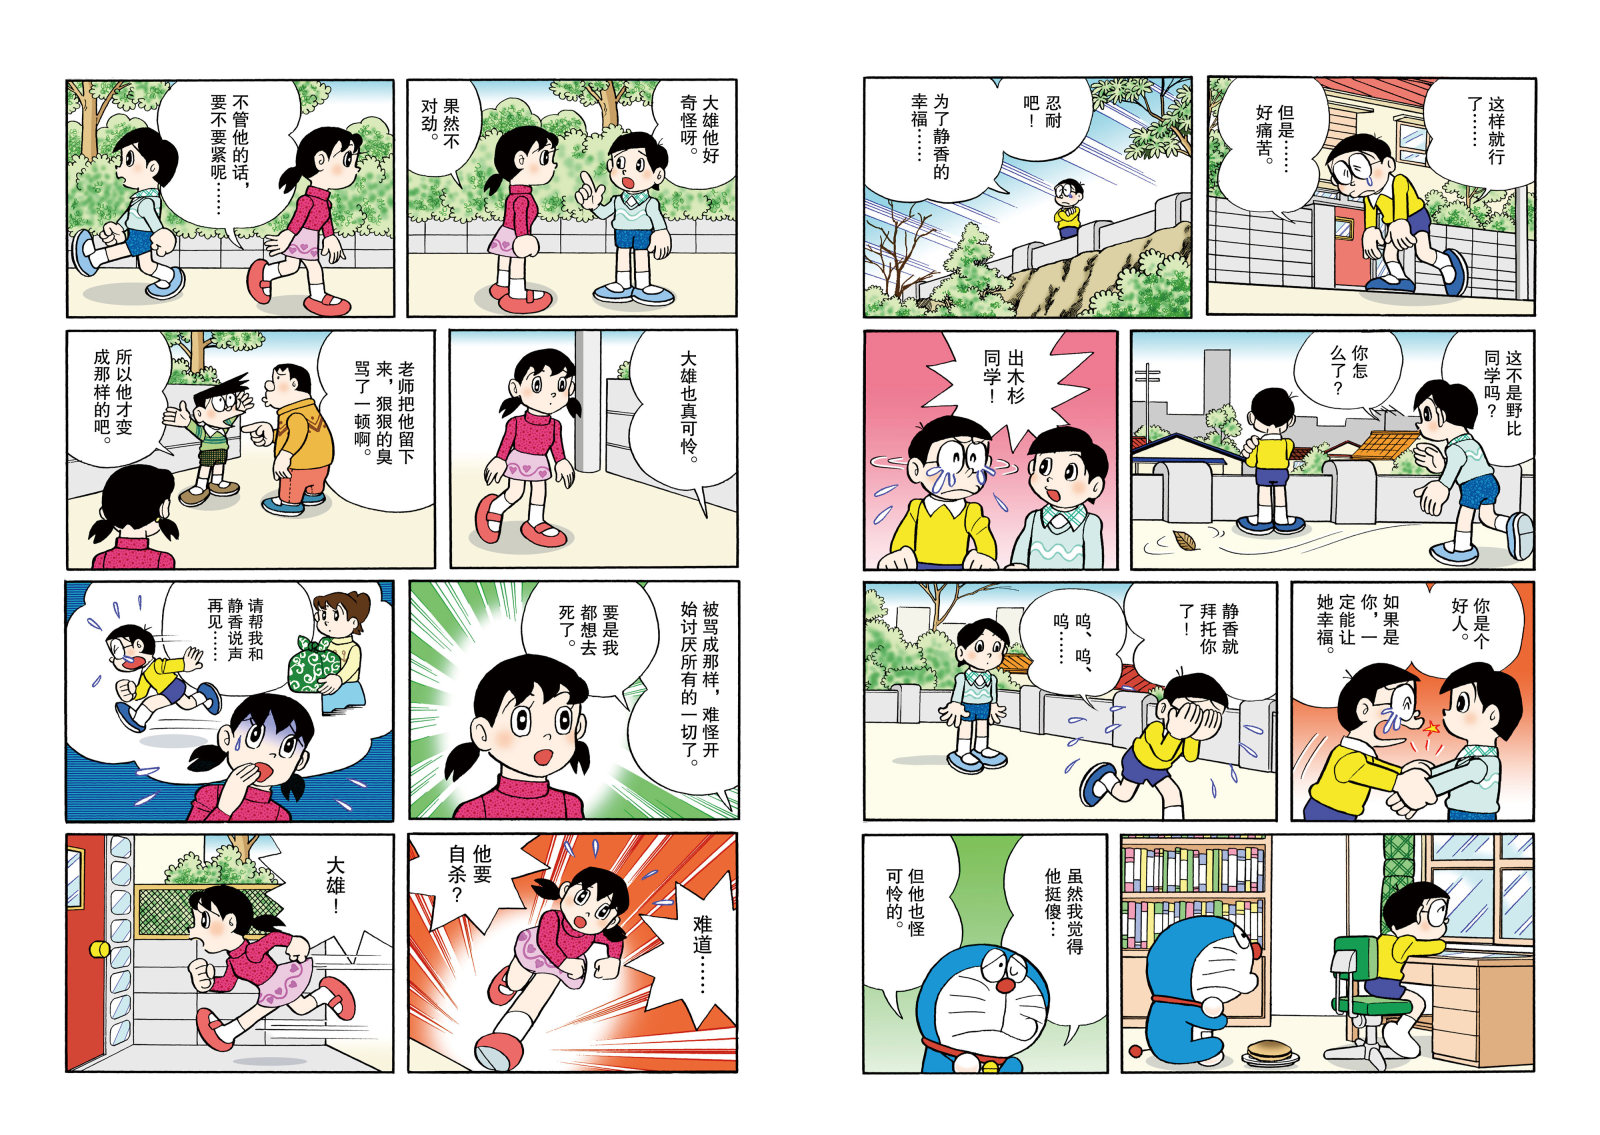 这样就行
了……
但是……
好痛苦。
忍耐
吧！
为了静香的
幸福……
这不是野比
同学吗？
你怎
么了？
出木杉
同学！
你是个
好人。
如果是
你，一
定能让
她幸福。
静香就
拜托你
了！
呜、呜、
呜……
虽然我觉得
他挺傻…
但他也怪
可怜的。
大雄他好
奇怪呀。
果然不
对劲。
不管他的话，
要不要紧呢……
大雄也真可怜。
老师把他留下
来，狠狠的臭
骂了一顿啊。
所以他才变
成那样的吧。
被骂成那样，难怪开
始讨厌所有的一切了。
要是我
都想去
死了。
请帮我和
静香说声
再见……
难道……
他要
自杀？
大雄！